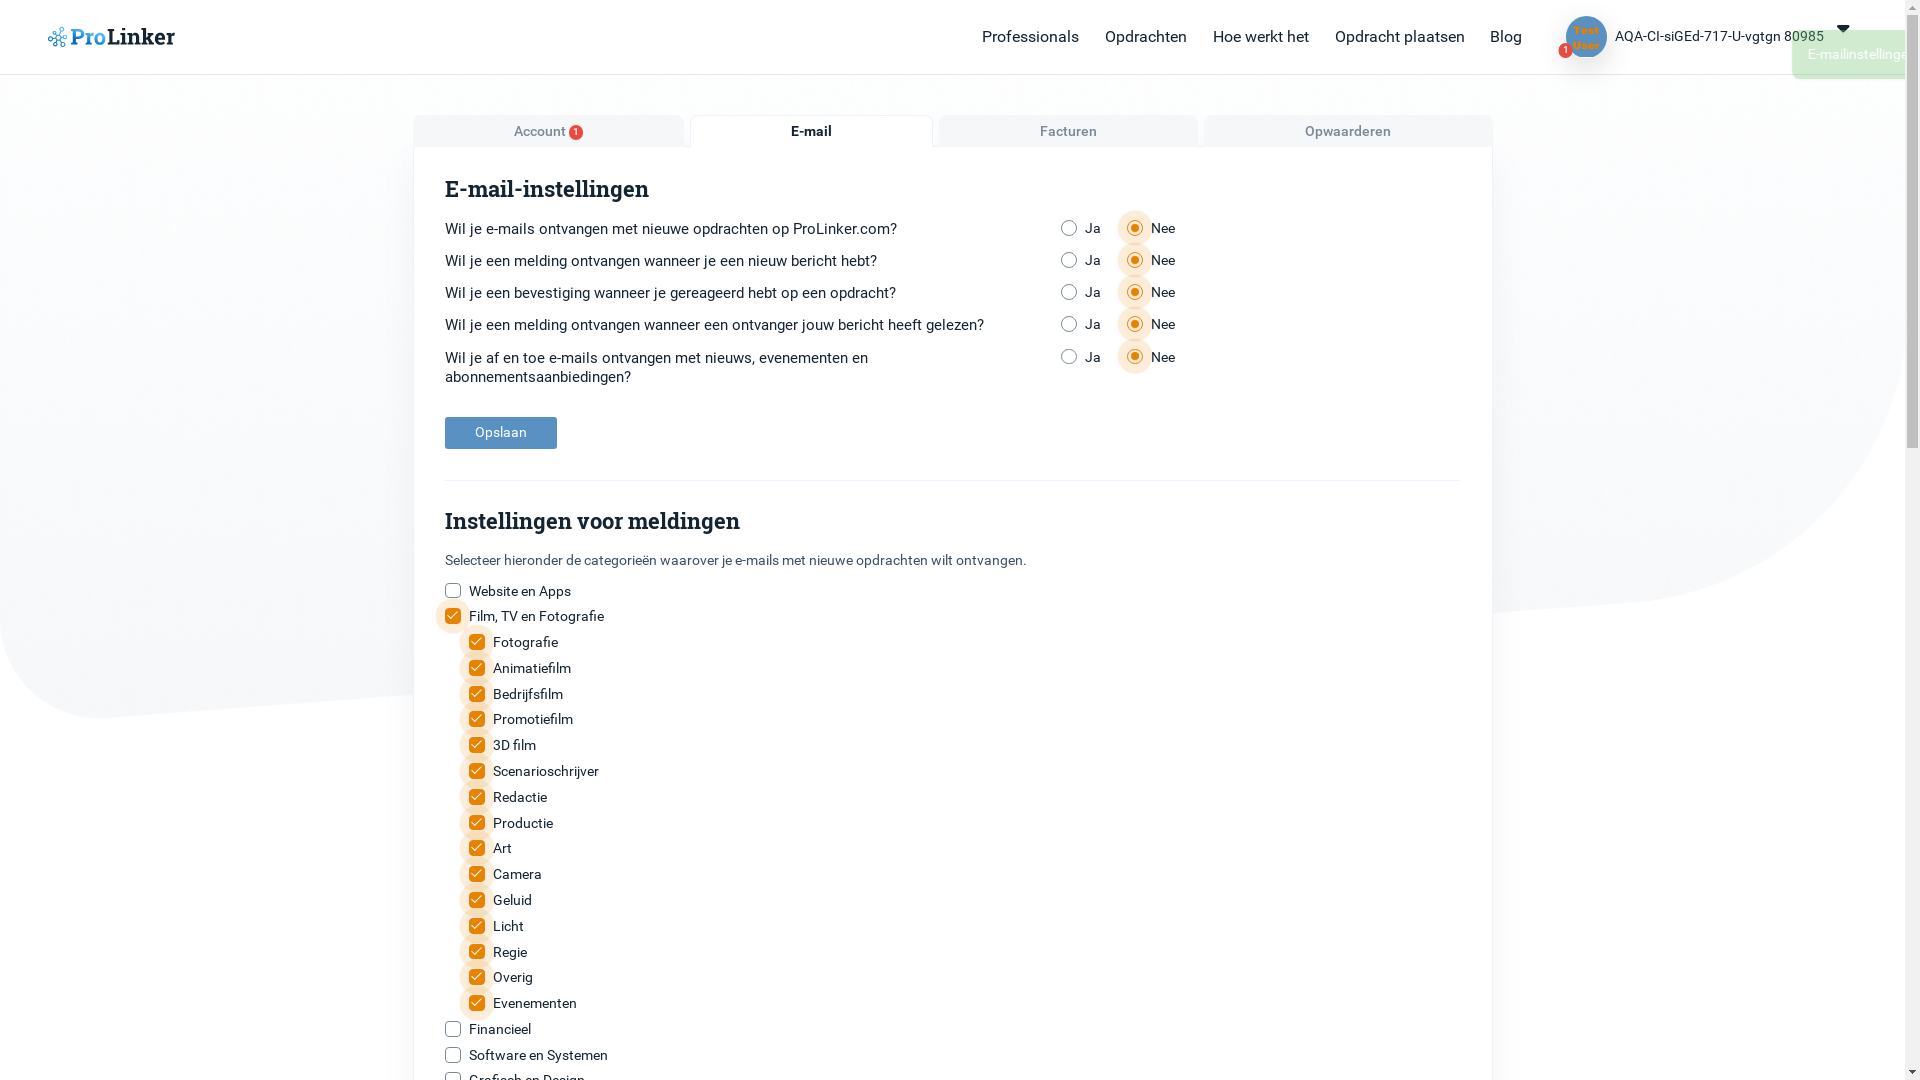 ProLinker
Professionals Opdrachten Hoe werkt het Opdracht plaatsen Blog
Test
User
1
AQA-CI-siGEd-717-U-vgtgn 80985
E-mailinstellinge
Account 1
E-mail
Facturen
Opwaarderen
E-mail-instellingen
Wil je e-mails ontvangen met nieuwe opdrachten op ProLinker.com? Ja Nee
Wil je een melding ontvangen wanneer je een nieuw bericht hebt? Ja Nee
Wil je een bevestiging wanneer je gereageerd hebt op een opdracht? Ja Nee
Wil je een melding ontvangen wanneer een ontvanger jouw bericht heeft gelezen? Ja Nee
Wil je af en toe e-mails ontvangen met nieuws, evenementen en Ja Nee
abonnementsaanbiedingen?
Opslaan
Instellingen voor meldingen
Selecteer hieronder de categorieën waarover je e-mails met nieuwe opdrachten wilt ontvangen.
Website en Apps
Film, TV en Fotografie
Fotografie
Animatiefilm
Bedrijfsfilm
Promotiefilm
3D film
Scenarioschrijver
Redactie
Productie
Art
Camera
Geluid
Licht
Regie
Overig
Evenementen
Financieel
Software en Systemen
Grafisch en Design